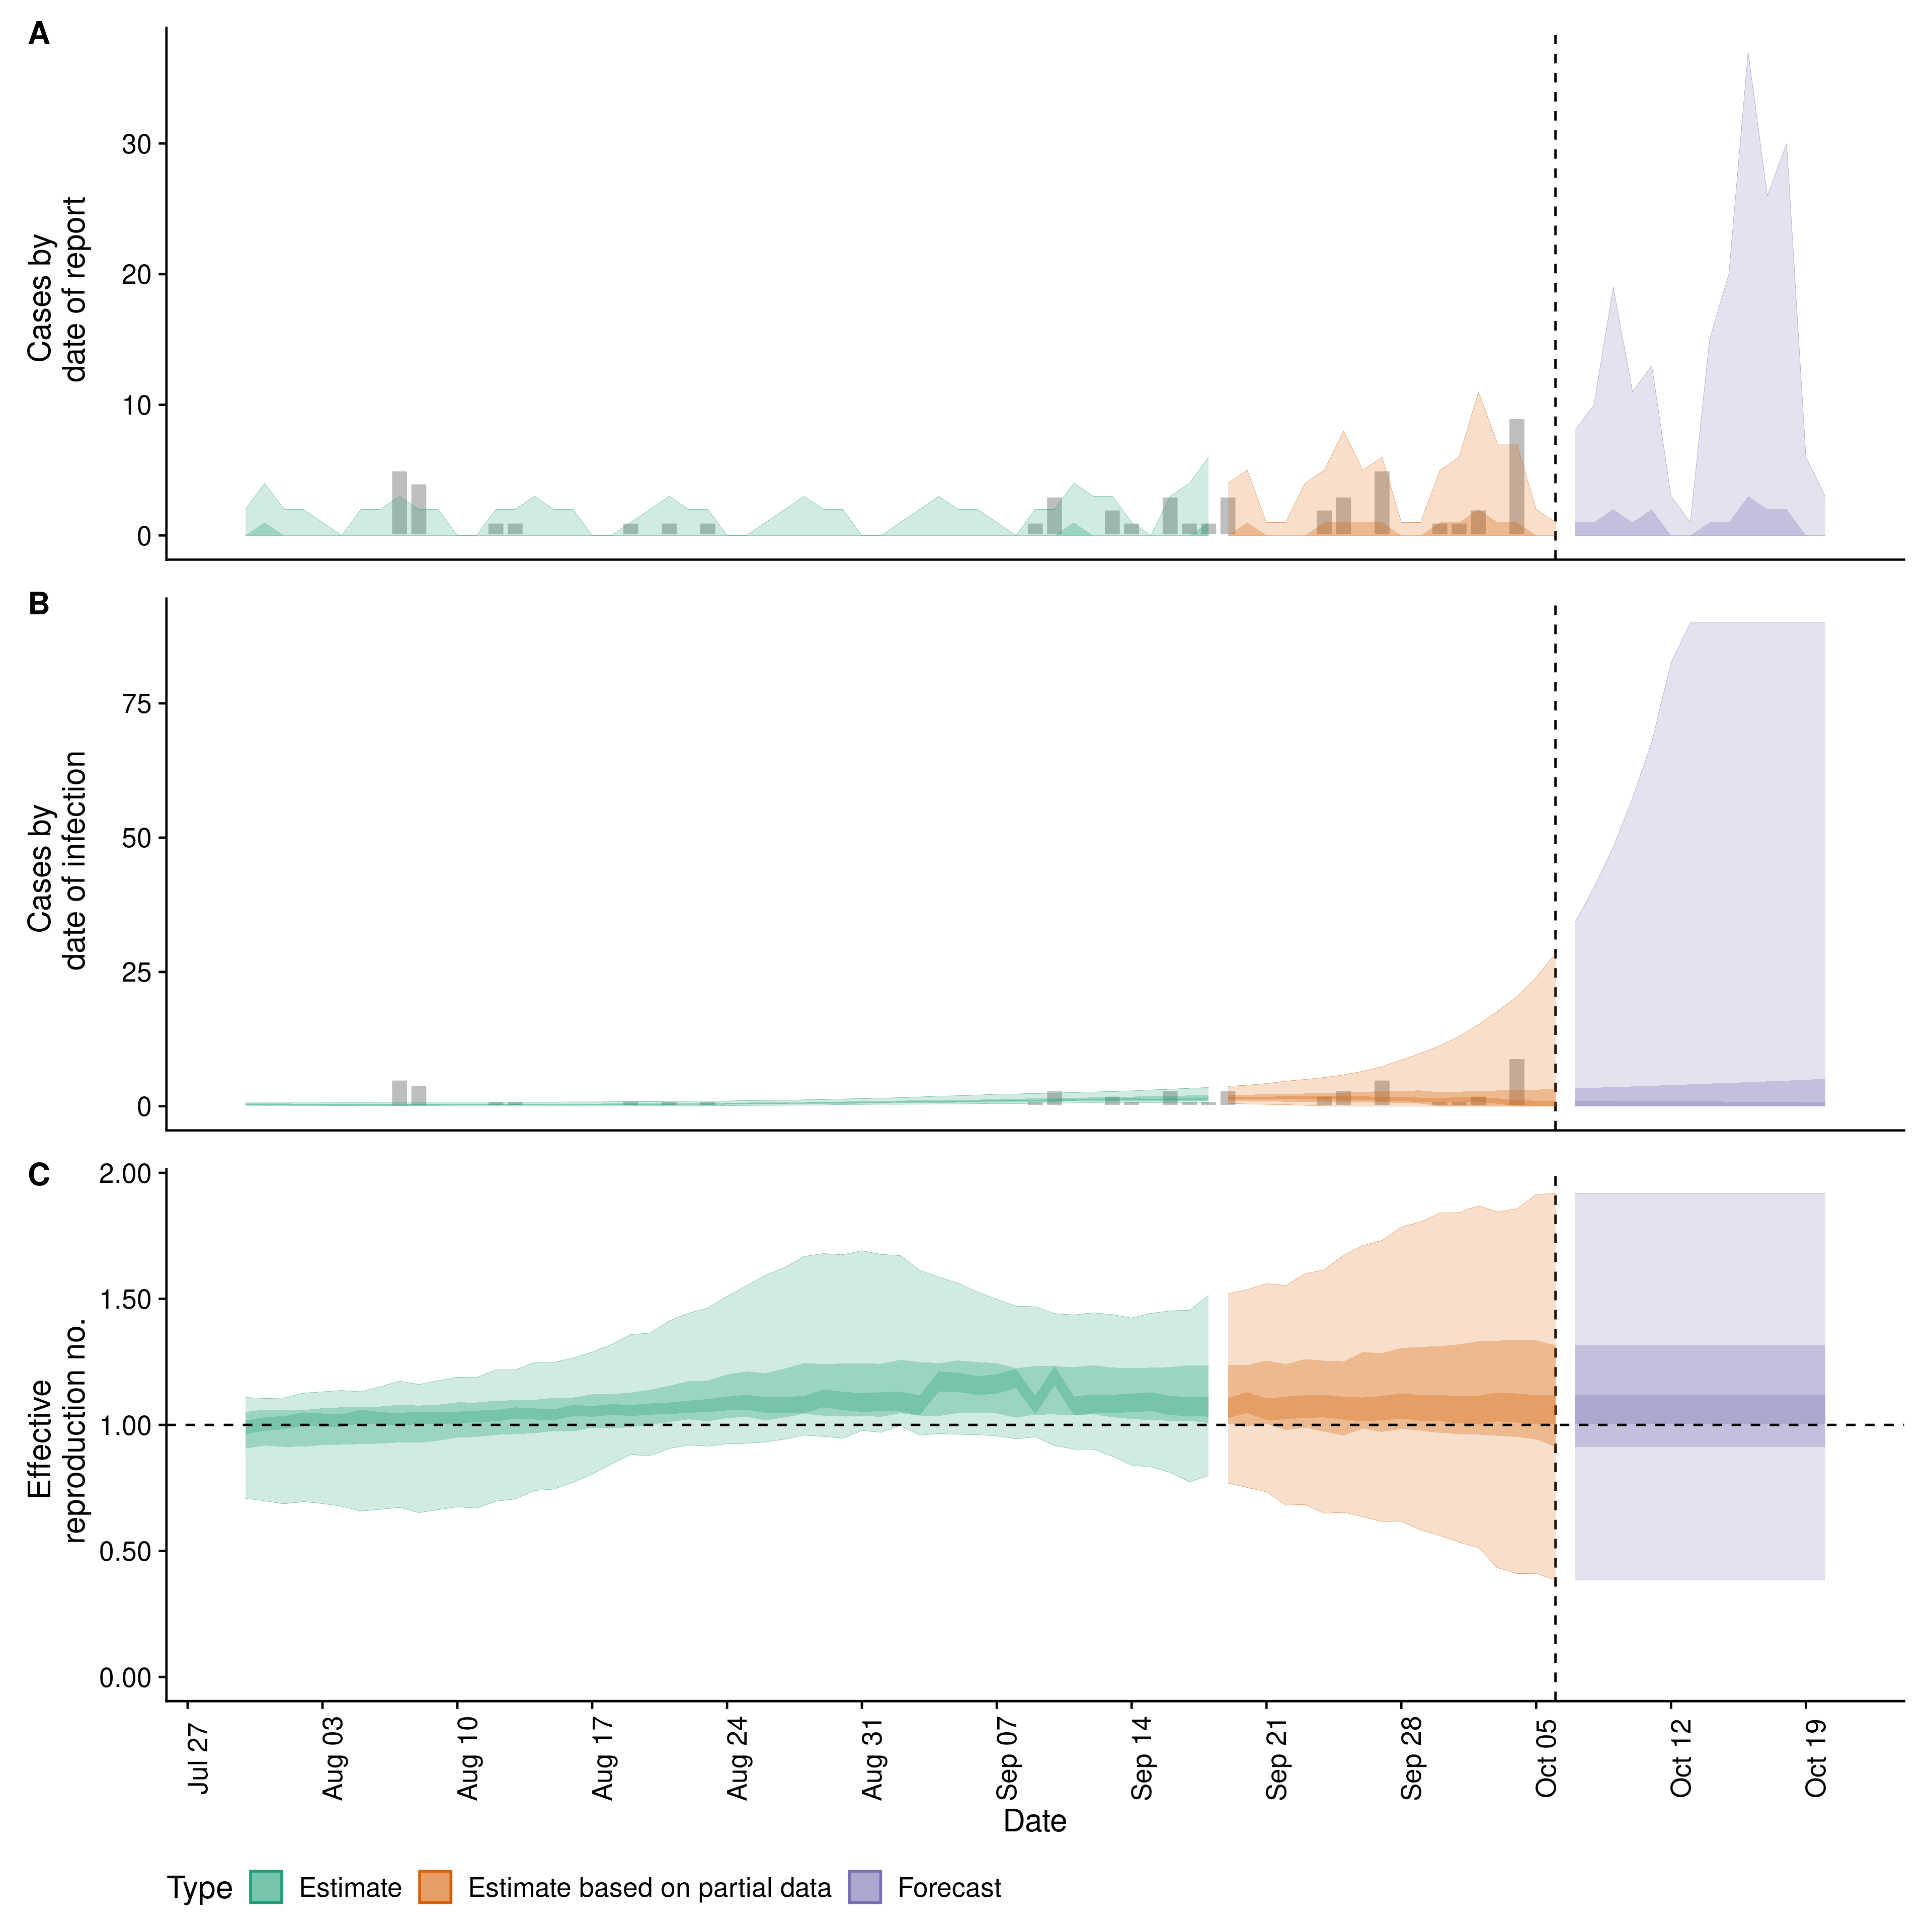 A
Cases by
date of report
30
20
10
0
B
Cases by
date of infection
75
50
25
0
C
Effective
reproduction no.
2.00
1.50
1.00
0.50
0.00
Jul 27
Aug 03
Aug 10
Aug 17
Aug 24
Aug 31
Sep 07
Sep 14
Sep 21
Sep 28
Oct 05
Oct 12
Oct 19
Date
Type Estimate Estimate based on partial data Forecast